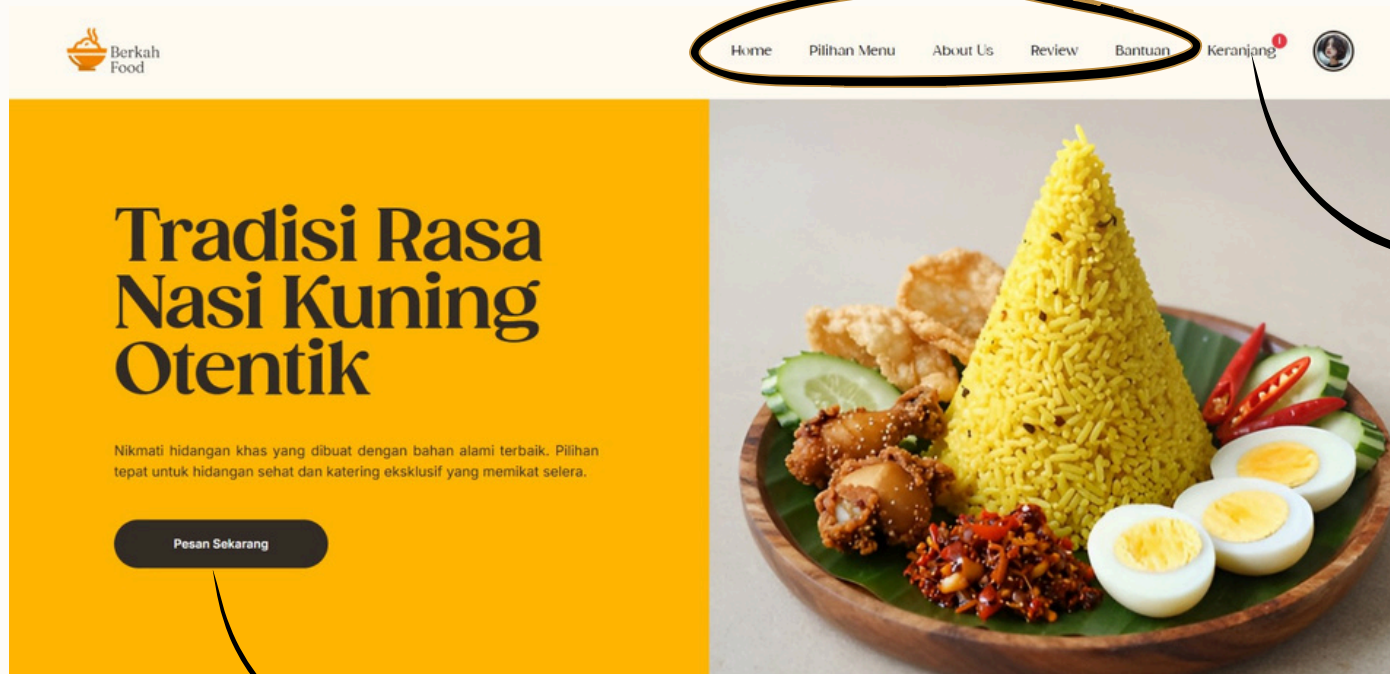 Berkah
Food
Home Pilihan Menu About Us Review Bantuan Keranjang 1
Tradisi Rasa
Nasi Kuning
Otentik
Nikmati hidangan khas yang dibuat dengan bahan alami terbaik. Pilihan
tepat untuk hidangan sehat dan katering eksklusif yang memikat selera.
Pesan Sekarang